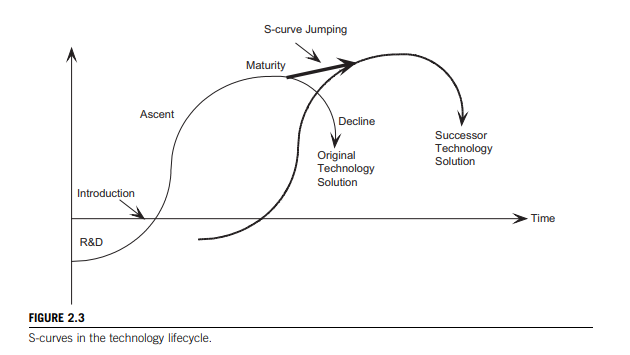 S-curve Jumping
Maturity
Ascent
Decline
Original
Technology
Solution
Successor
Technology
Solution
Introduction
Time
R&D
FIGURE 2.3
S-curves in the technology lifecycle.